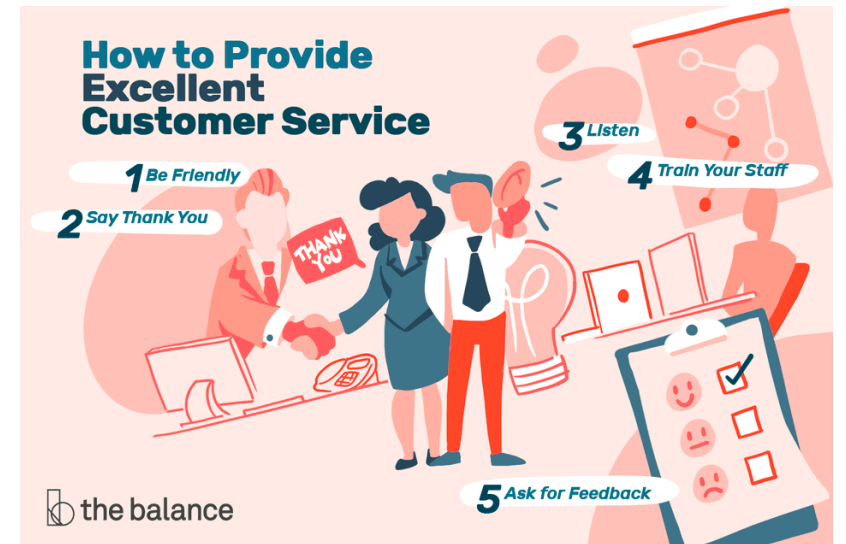 How to Provide
Excellent
Customer Service
1 Be Friendly
2 Say Thank You
THANK
YOU
3 Listen
4 Train Your Staff
5 Ask for Feedback
the balance